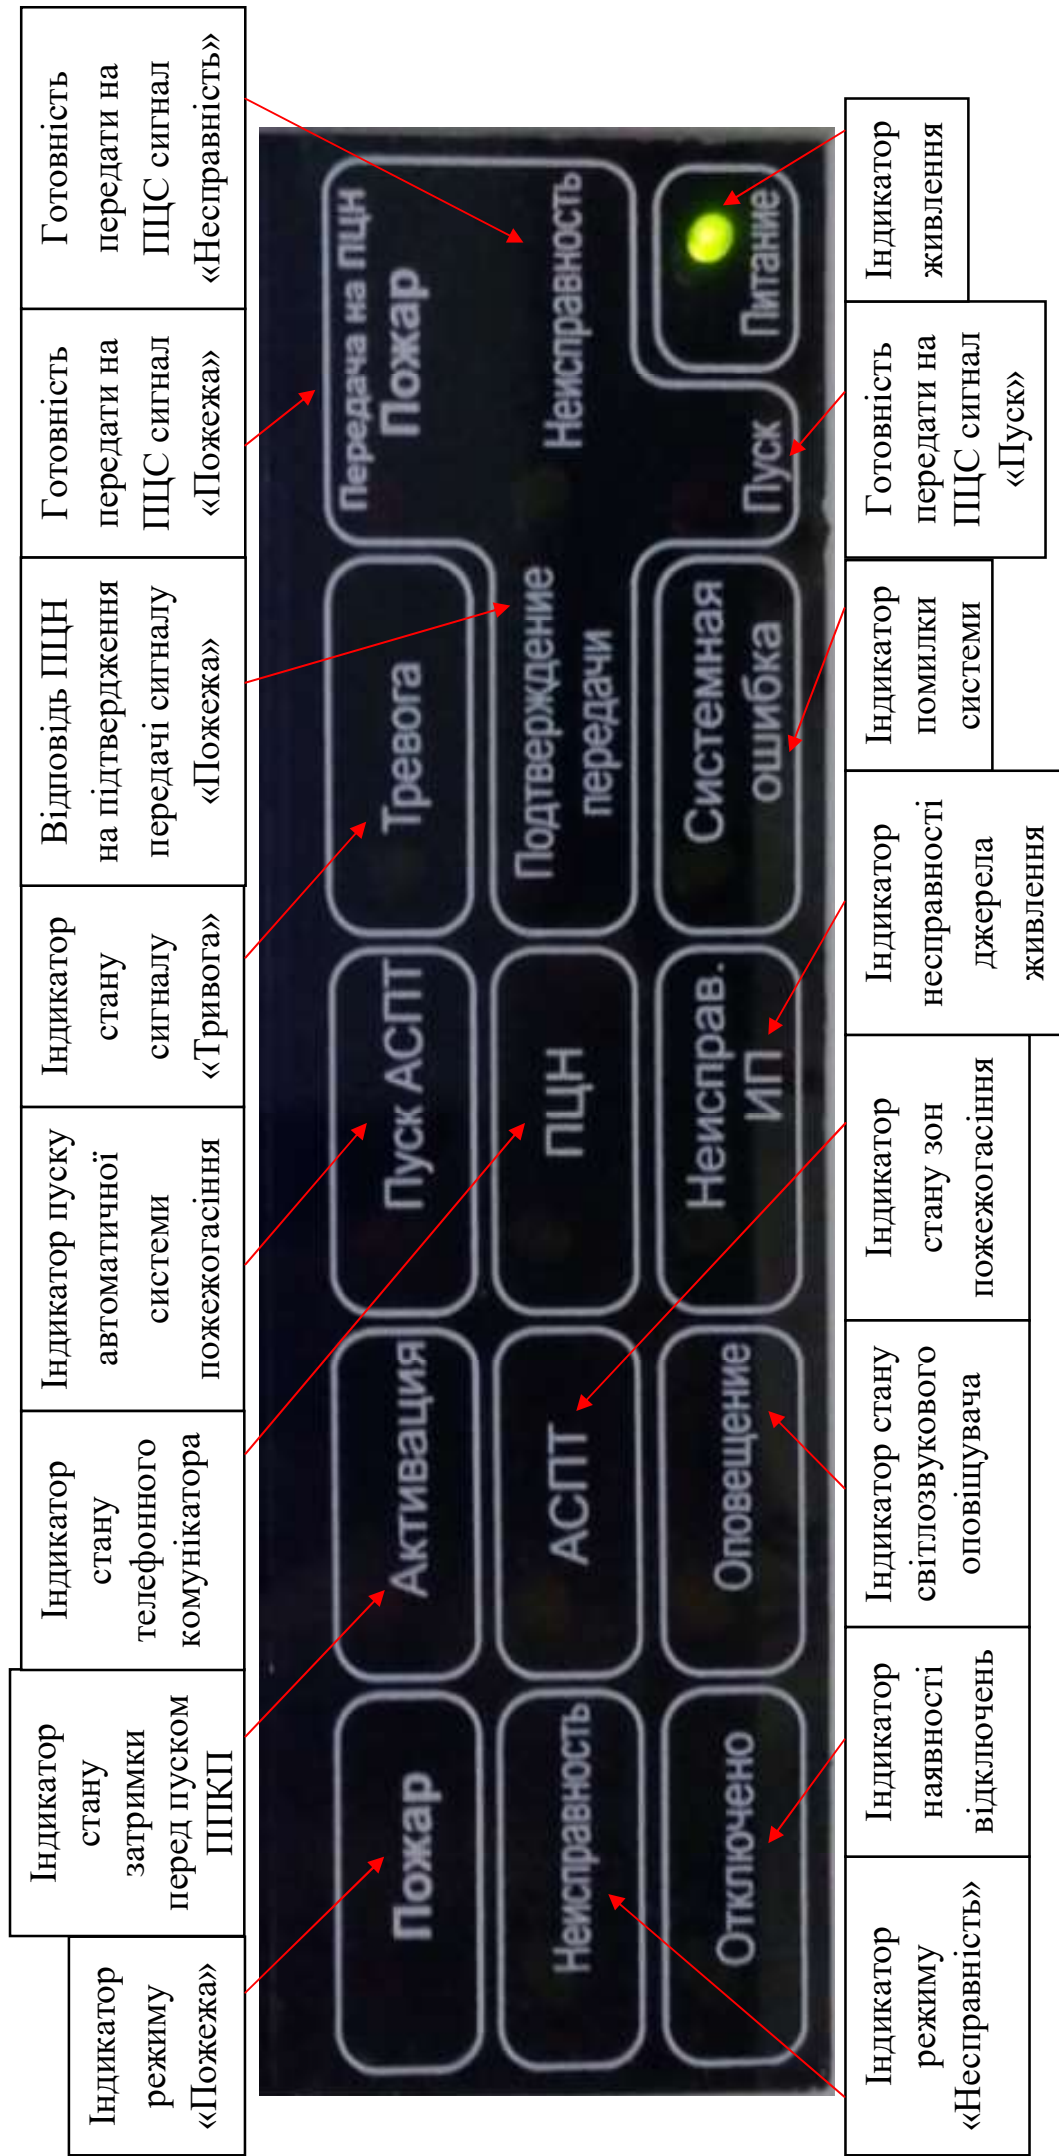 Індикатор
режиму
«Пожежа»
Індикатор
стану
затримки
перед пуском
ППКП
Індикатор
стану
телефонного
комунікатора
Індикатор пуску
автоматичної
системи
пожежогасіння
Індикатор
стану
сигналу
«Тривога»
Відповідь ПЦН
на підтвердження
передачі сигналу
«Пожежа»
Готовність
передати на
ПЦС сигнал
«Пожежа»
Готовність
передати на
ПЦС сигнал
«Несправність»
Пожар
Активация
Пуск АСПТ
Тревога
Передача на ПЦН
Пожар
Неисправность
АСПТ
ПЦН
Подтверждение
передачи
Неисправность
Отключено
Оповещение
Неисправ.
ИП
Системная
ошибка
Пуск
Питание
Індикатор
режиму
«Несправність»
Індикатор
наявності
відключень
Індикатор стану
світлозвукового
оповіщувача
Індикатор
стану зон
пожежогасіння
Індикатор
несправності
джерела
живлення
Індикатор
помилки
системи
Готовність
передати на
ПЦС сигнал
«Пуск»
Індикатор
живлення